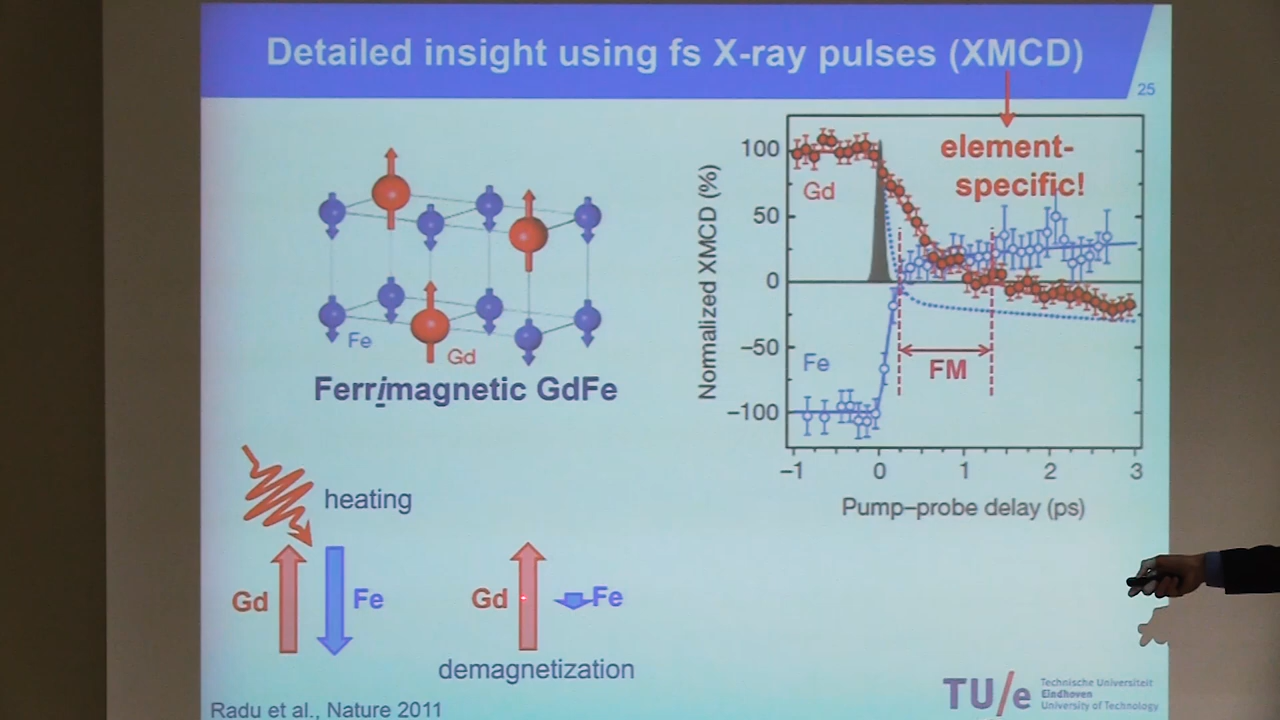 Detailed insight using fs X-ray pulses (XMCD)
25
Fe
Gd
Ferrimagnetic GdFe
Normalized XMCD (%)
100
50
0
−50
−100
Gd
Fe
element-
specific!
FM
−1
0
1
2
3
Pump–probe delay (ps)
heating
Gd
Fe
Gd
Fe
demagnetization
Radu et al., Nature 2011
TU/e
Technische Universiteit
Eindhoven
University of Technology